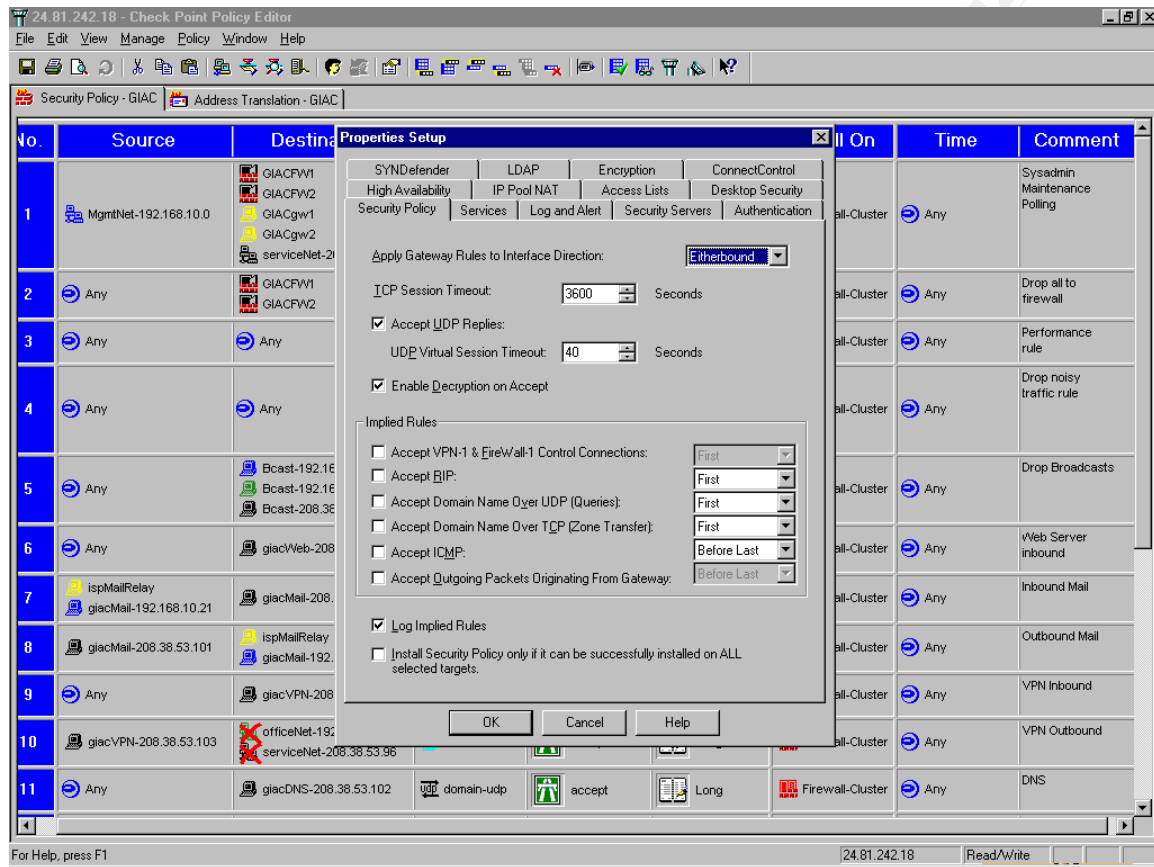 24.81.242.18 - Check Point Policy Editor
File Edit View Manage Policy Window Help
Security Policy - GIAC Address Translation - GIAC
No. Source Destina ll On Time Comment
1 MgmtNet-192.168.10.0 GIACFW1 GIACFW2 GIACgw1 GIACgw2 serviceNet-20 all-Cluster Any Sysadmin Maintenance Polling
2 Any GIACFW1 GIACFW2 all-Cluster Any Drop all to firewall
3 Any Any all-Cluster Any Performance rule
4 Any Any all-Cluster Any Drop noisy traffic rule
5 Any Bcast-192.16 Bcast-192.16 Bcast-208.38 all-Cluster Any Drop Broadcasts
6 Any giacWeb-208 all-Cluster Any Web Server inbound
7 ispMailRelay giacMail-192.168.10.21 giacMail-208. all-Cluster Any Inbound Mail
8 giacMail-208.38.53.101 ispMailRelay giacMail-192. all-Cluster Any Outbound Mail
9 Any giacVPN-208 all-Cluster Any VPN Inbound
10 giacVPN-208.38.53.103 officeNet-192 serviceNet-208.38.53.96 all-Cluster Any VPN Outbound
11 Any giacDNS-208.38.53.102 udp domain-udp accept Long Firewall-Cluster Any DNS
Properties Setup
SYNDefender LDAP Encryption ConnectControl
High Availability IP Pool NAT Access Lists Desktop Security
Security Policy Services Log and Alert Security Servers Authentication
Apply Gateway Rules to Interface Direction: Eitherbound
TCP Session Timeout: 3600 Seconds
Accept UDP Replies:
UDP Virtual Session Timeout: 40 Seconds
Enable Decryption on Accept
Implied Rules
Accept VPN-1 & FireWall-1 Control Connections: First
Accept RIP: First
Accept Domain Name Over UDP (Queries): First
Accept Domain Name Over TCP (Zone Transfer): First
Accept ICMP: Before Last
Accept Outgoing Packets Originating From Gateway: Before Last
Log Implied Rules
Install Security Policy only if it can be successfully installed on ALL
selected targets.
OK Cancel Help
For Help, press F1 24.81.242.18 Read/Write